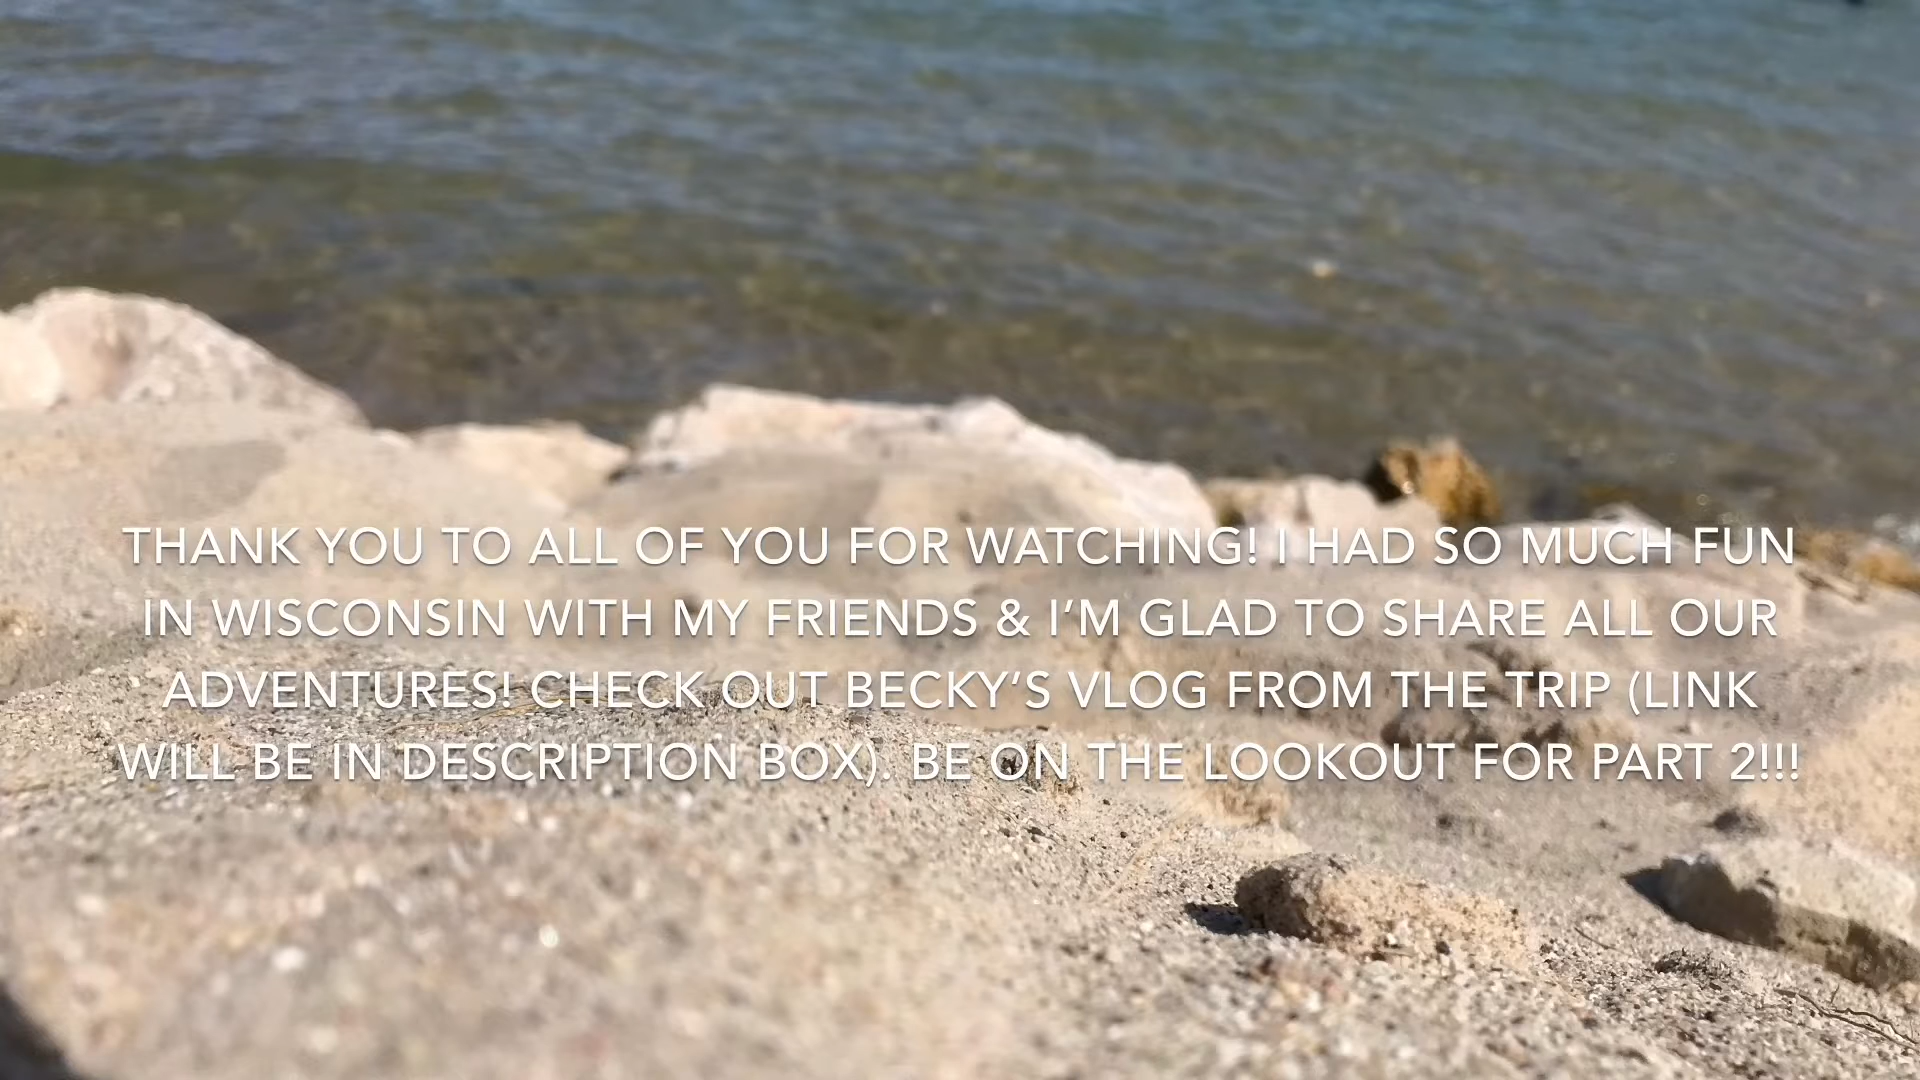 THANK YOU TO ALL OF YOU FOR WATCHING! I HAD SO MUCH FUN
IN WISCONSIN WITH MY FRIENDS & I’M GLAD TO SHARE ALL OUR
ADVENTURES! CHECK OUT BECKY’S VLOG FROM THE TRIP (LINK
WILL BE IN DESCRIPTION BOX). BE ON THE LOOKOUT FOR PART 2!!!